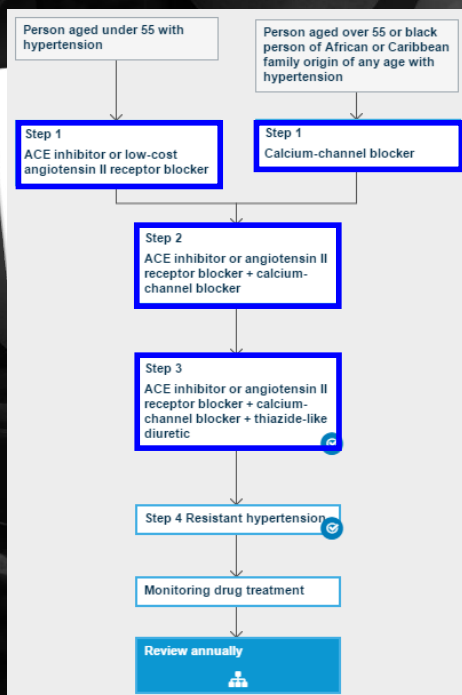 Person aged under 55 with
hypertension
Person aged over 55 or black
person of African or Caribbean
family origin of any age with
hypertension
Step 1
ACE inhibitor or low-cost
angiotensin II receptor blocker
Step 1
Calcium-channel blocker
Step 2
ACE inhibitor or angiotensin II
receptor blocker + calcium-
channel blocker
Step 3
ACE inhibitor or angiotensin II
receptor blocker + calcium-
channel blocker + thiazide-like
diuretic
Step 4 Resistant hypertension
Monitoring drug treatment
Review annually